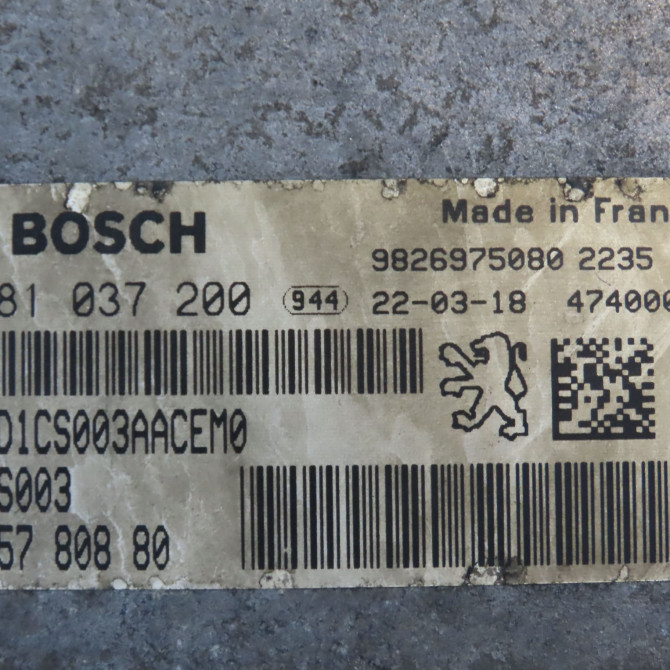 BOSCH
Made in Fran
9826975080 2235
81 037 200 944 22-03-18 474000
D1CS003AACEM0
S003
57 808 80